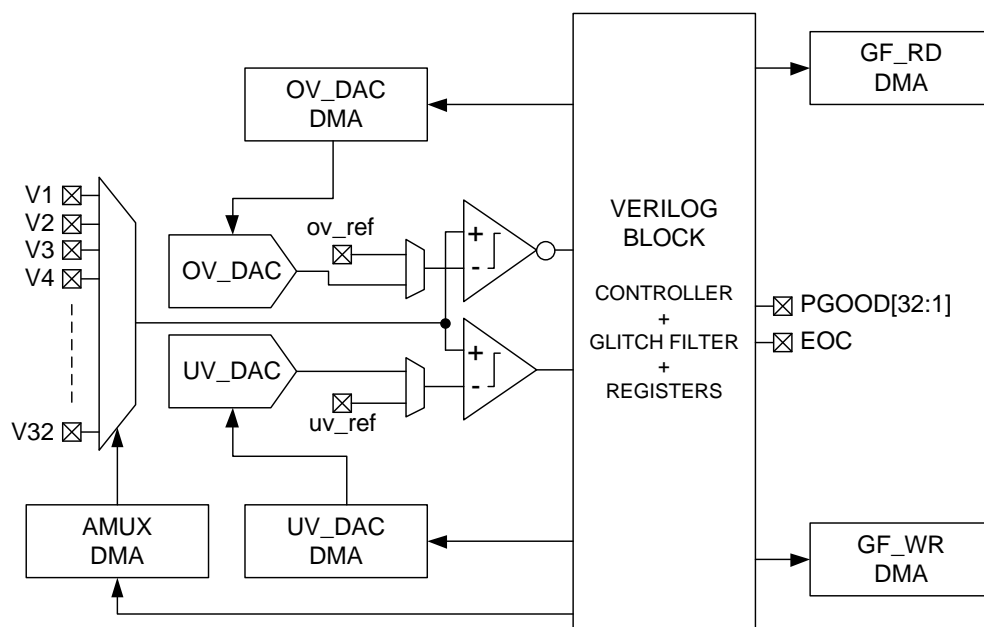 GF_RD
DMA
OV_DAC
DMA
V1
V2
V3
V4
V32
ov_ref
OV_DAC
+
-
UV_DAC
uv_ref
+
-
VERILOG
BLOCK
CONTROLLER
+
GLITCH FILTER
+
REGISTERS
PGOOD[32:1]
EOC
AMUX
DMA
UV_DAC
DMA
GF_WR
DMA